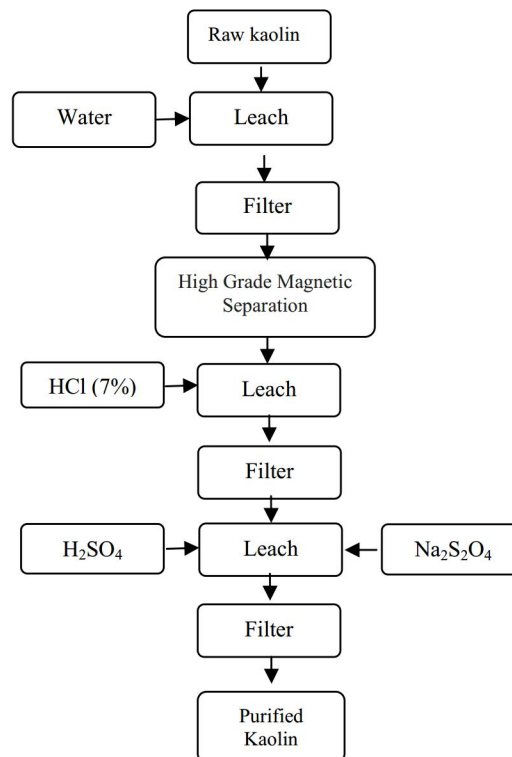 Raw kaolin
Water
Leach
Filter
High Grade Magnetic
Separation
HCl (7%)
Leach
Filter
H₂SO₄
Leach
Na₂S₂O₄
Filter
Purified
Kaolin